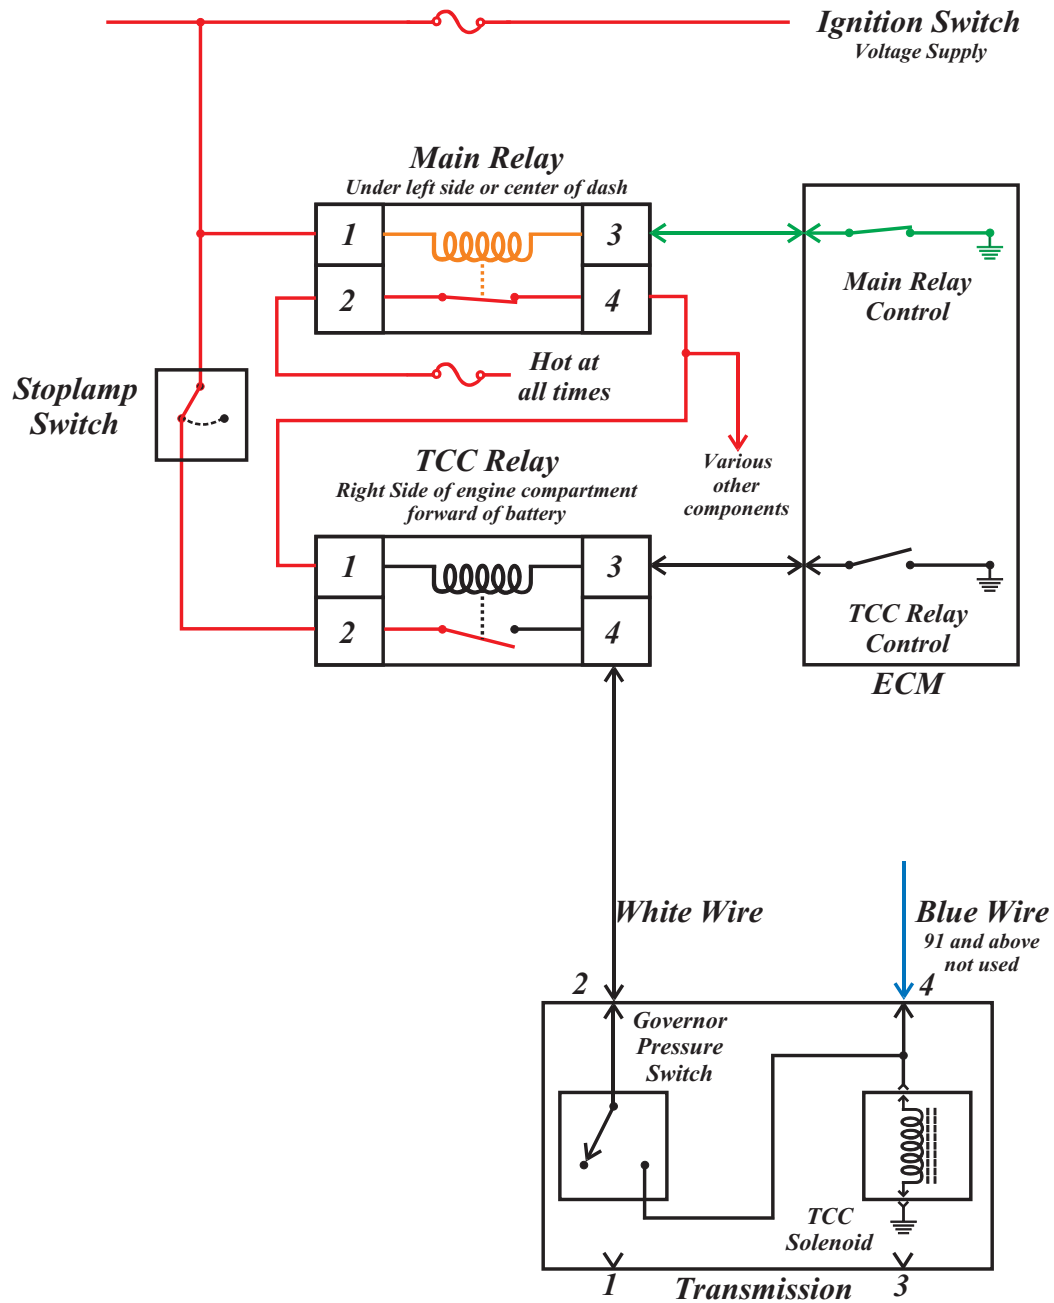 Ignition Switch
Voltage Supply
Main Relay
Under left side or center of dash
1
3
2
4
Main Relay
Control
Hot at
all times
Stoplamp
Switch
TCC Relay
Right Side of engine compartment
forward of battery
Various
other
components
1
3
2
4
TCC Relay
Control
ECM
White Wire
Blue Wire
91 and above
not used
2
4
Governor
Pressure
Switch
TCC
Solenoid
1
Transmission
3